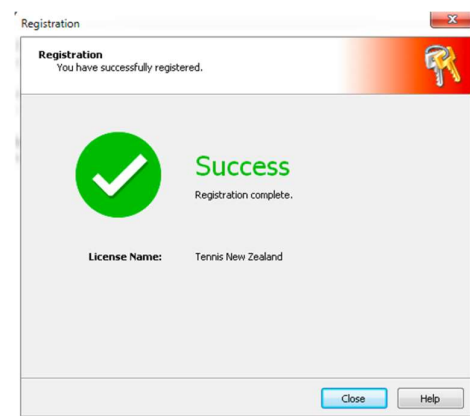 Registration
Registration
You have successfully registered.
Success
Registration complete.
License Name: Tennis New Zealand
Close Help